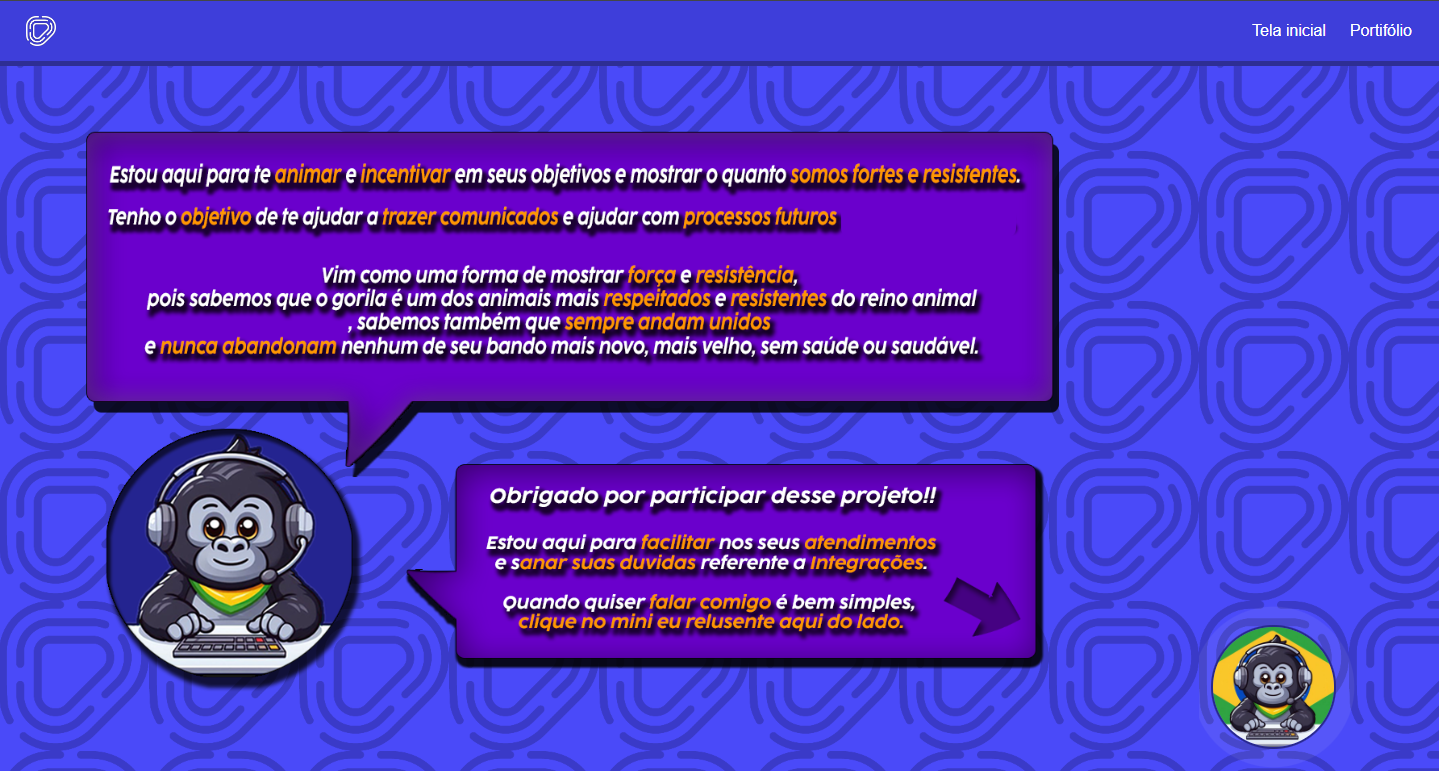 Tela inicial
Portifólio
Estou aqui para te animar e incentivar em seus objetivos e mostrar o quanto somos fortes e resistentes.
Tenho o objetivo de te ajudar a trazer comunicados e ajudar com processos futuros
Vim como uma forma de mostrar força e resistência,
pois sabemos que o gorila é um dos animais mais respeitados e resistentes do reino animal
, sabemos também que sempre andam unidos
e nunca abandonam nenhum de seu bando mais novo, mais velho, sem saúde ou saudável.
Obrigado por participar desse projeto!!
Estou aqui para facilitar nos seus atendimentos
e sanar suas duvidas referente a Integrações.
Quando quiser falar comigo é bem simples,
clique no mini eu relusente aqui do lado.